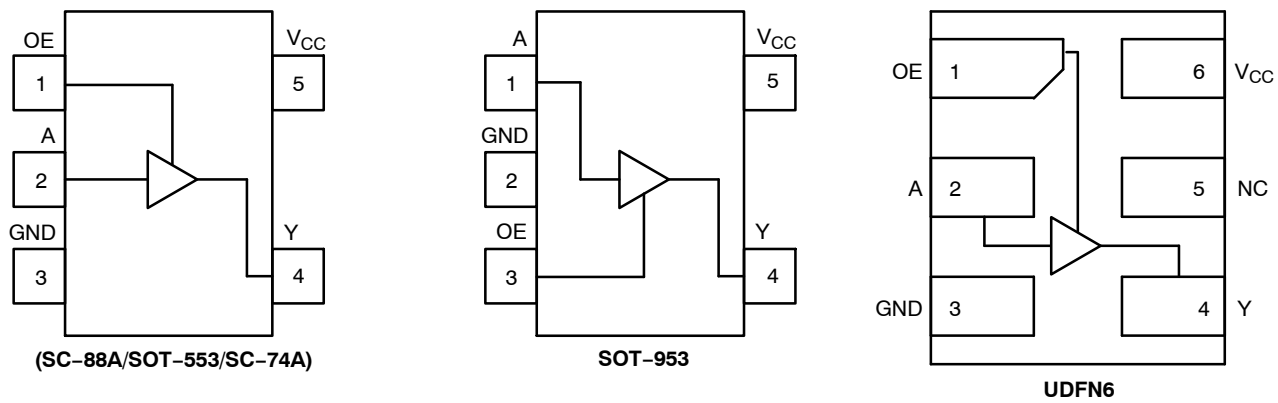 OE
1
A
2
GND
3
VCC
5
Y
4
(SC−88A/SOT−553/SC−74A)
A
1
GND
2
OE
3
VCC
5
Y
4
SOT−953
OE 1
A 2
GND 3
6 VCC
5 NC
4 Y
UDFN6